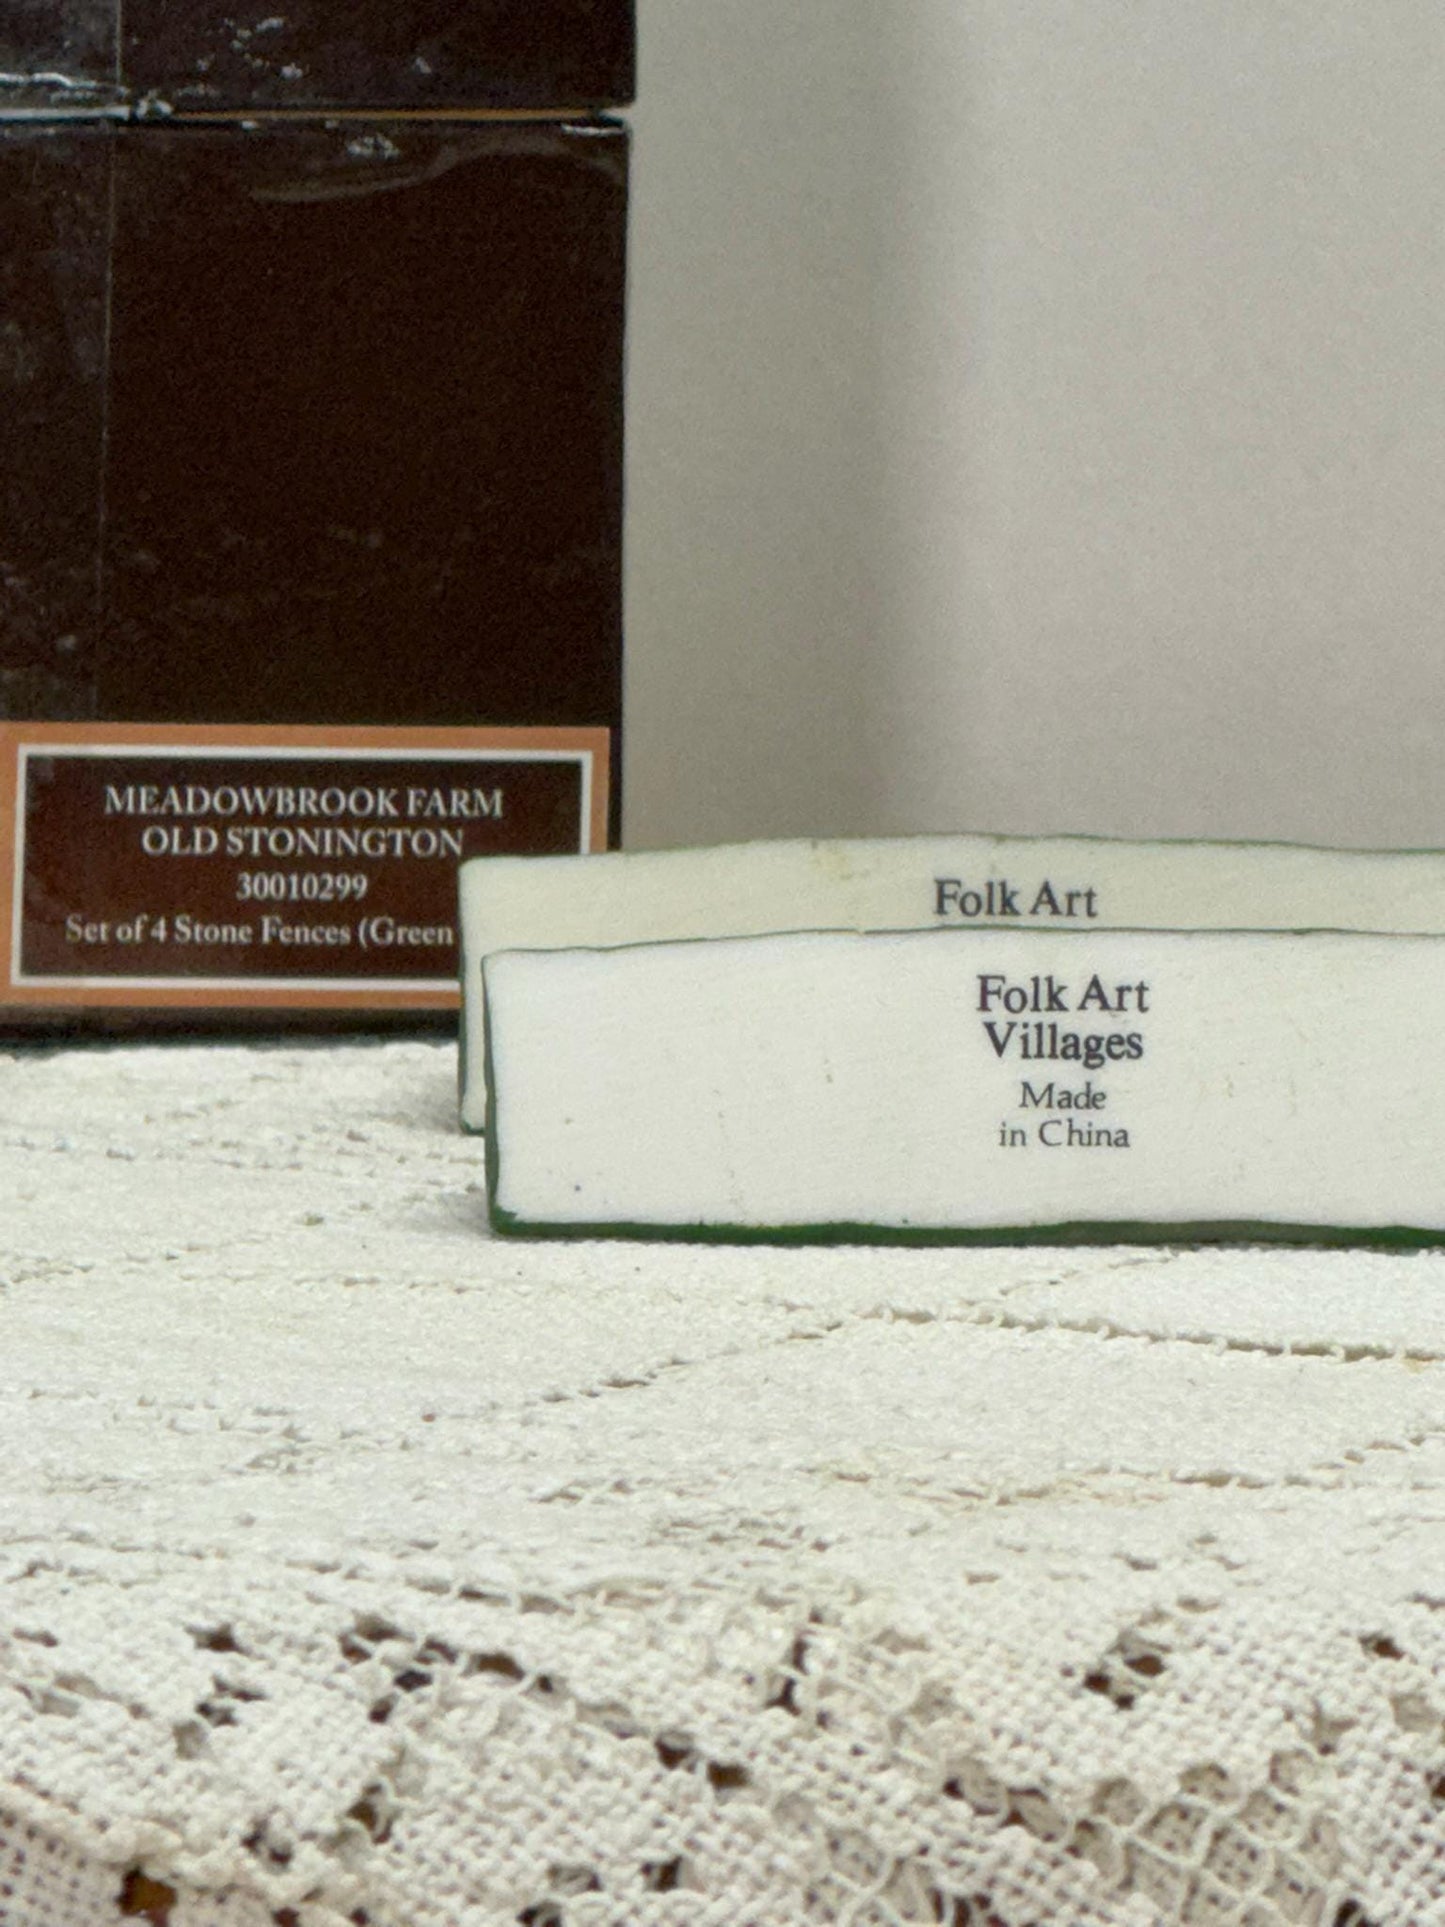 MEADOWBROOK FARM
OLD STONINGTON
30010299
Set of 4 Stone Fences (Green
Folk Art
Folk Art
Villages
Made
in China